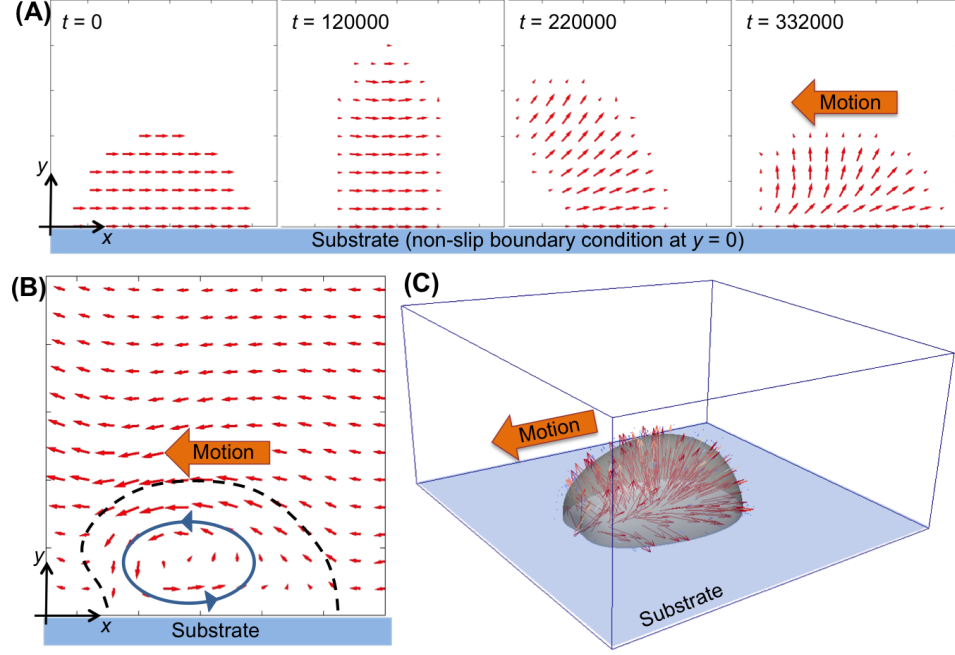 (A)
t = 0
t = 120000
t = 220000
t = 332000
Motion
y
x
Substrate (non-slip boundary condition at y = 0)
(B)
(C)
Motion
Motion
y
x
Substrate
Substrate